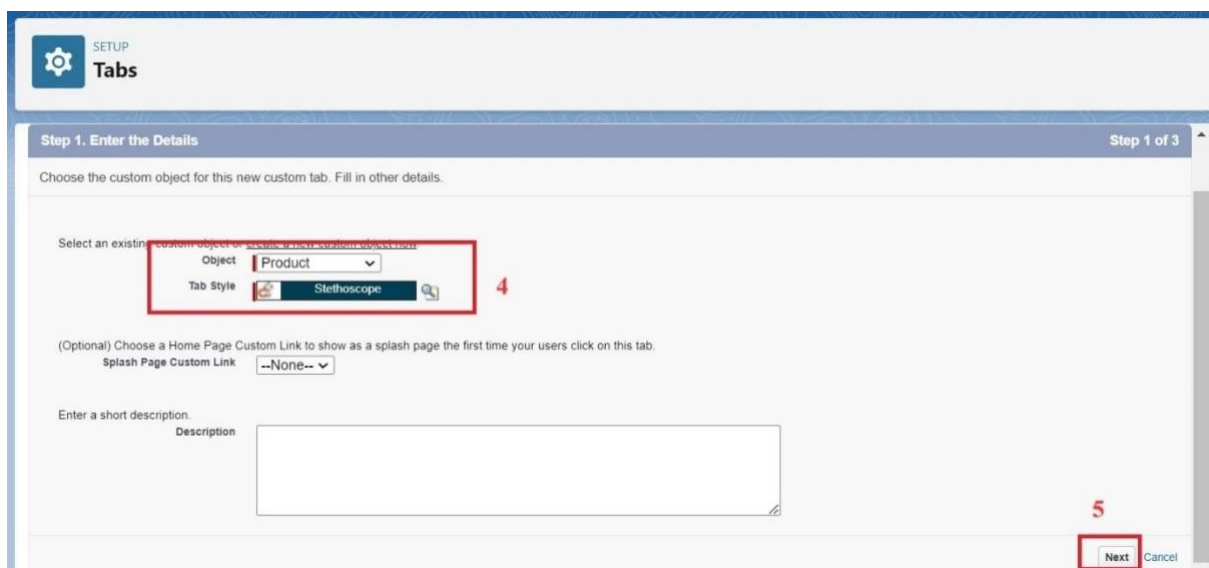 SETUP
Tabs
Step 1. Enter the Details Step 1 of 3
Choose the custom object for this new custom tab. Fill in other details.
Select an existing custom object or create a new custom object now
Object Product
Tab Style Stethoscope
4
(Optional) Choose a Home Page Custom Link to show as a splash page the first time your users click on this tab.
Splash Page Custom Link --None--
Enter a short description.
Description
5
Next Cancel